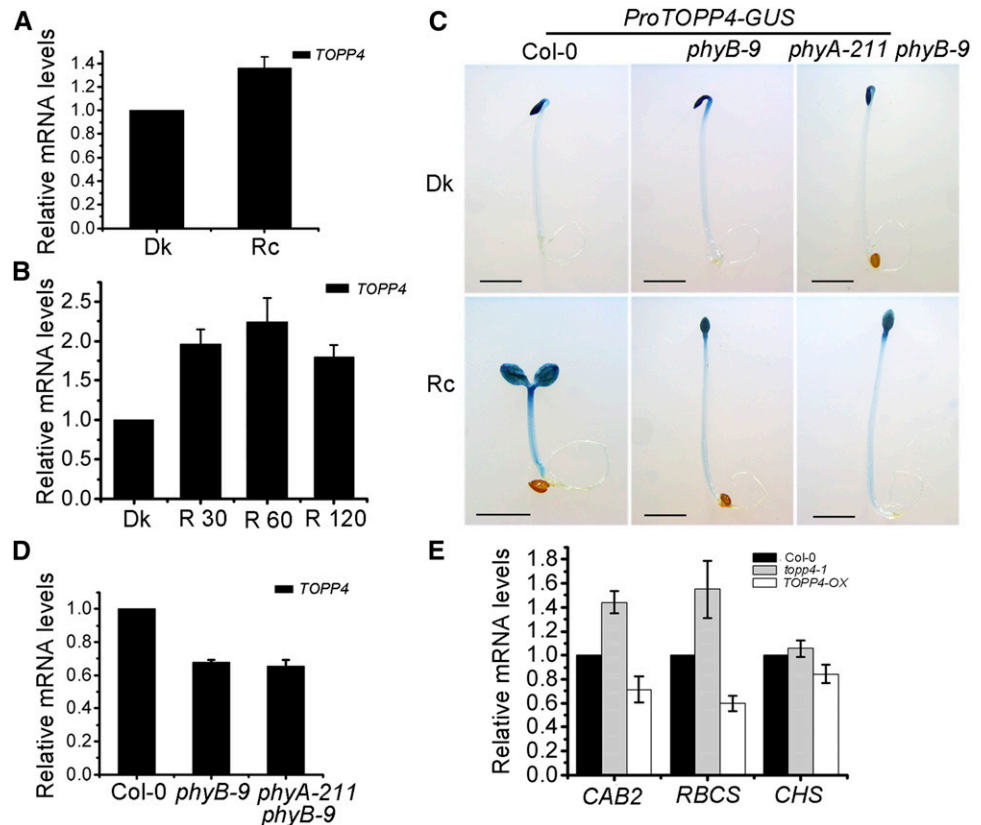 A
Relative mRNA levels
1.4
1.2
1.0
0.8
0.6
0.4
0.2
0.0
TOPP4
Dk Rc
B
Relative mRNA levels
2.5
2.0
1.5
1.0
0.5
0.0
TOPP4
Dk R 30 R 60 R 120
C
ProTOPP4-GUS
Col-0 phyB-9 phyA-211 phyB-9
Dk
Rc
D
Relative mRNA levels
1.0
0.8
0.6
0.4
0.2
0.0
TOPP4
Col-0 phyB-9 phyA-211
phyB-9
E
Relative mRNA levels
1.8
1.6
1.4
1.2
1.0
0.8
0.6
0.4
0.2
0.0
Col-0
topp4-1
TOPP4-OX
CAB2 RBCS CHS